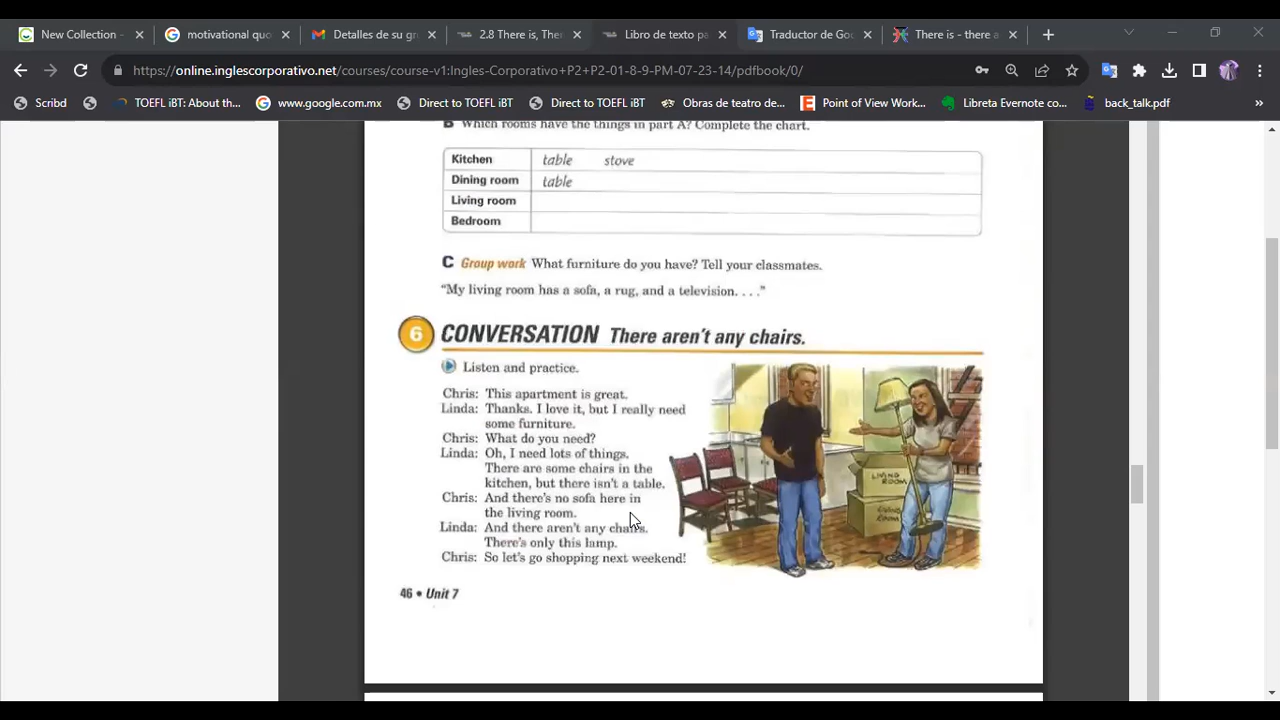 New Collection -
motivational quo
Detalles de su gr
2.8 There is, The
Libro de texto pa
Traductor de Goo
There is - there a
https://online.inglescorporativo.net/courses/course-v1:Ingles-Corporativo+P2+P2-01-8-9-PM-07-23-14/pdfbook/0/
Scribd
TOEFL iBT: About th...
www.google.com.mx
Direct to TOEFL iBT
Direct to TOEFL iBT
Obras de teatro de...
Point of View Work...
Libreta Evernote co...
back_talk.pdf
»
B Which rooms have the things in part A? Complete the chart.
Kitchen table stove
Dining room table
Living room
Bedroom
C Group work What furniture do you have? Tell your classmates.
"My living room has a sofa, a rug, and a television. . . ."
6 CONVERSATION There aren't any chairs.
Listen and practice.
Chris: This apartment is great.
Linda: Thanks. I love it, but I really need
some furniture.
Chris: What do you need?
Linda: Oh, I need lots of things.
There are some chairs in the
kitchen, but there isn't a table.
Chris: And there's no sofa here in
the living room.
Linda: And there aren't any chairs.
There's only this lamp.
Chris: So let's go shopping next weekend!
LIVING
ROOM
LIVING
ROOM
46 • Unit 7